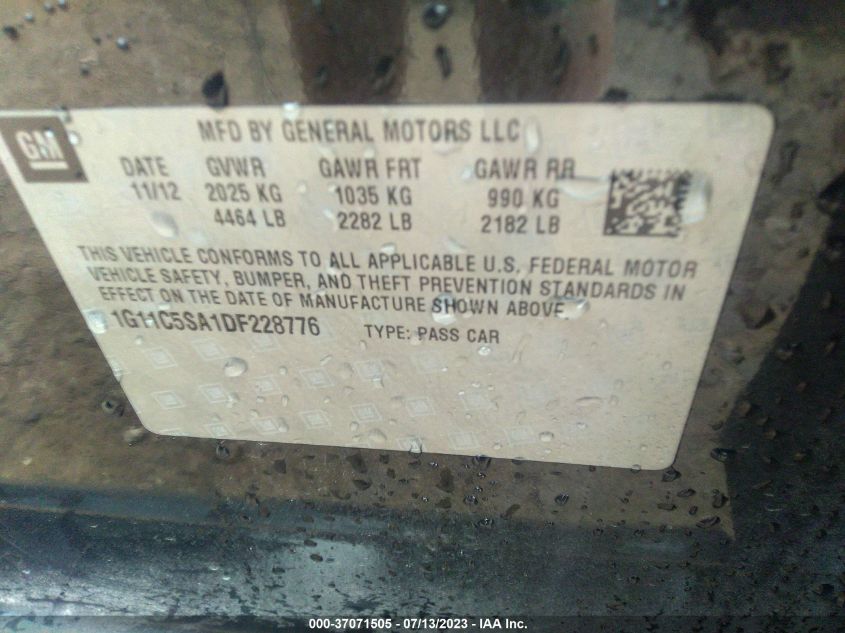 GM
MFD BY GENERAL MOTORS LLC
DATE GVWR GAWR FRT GAWR RR
11/12 2025 KG 1035 KG 990 KG
4464 LB 2282 LB 2182 LB
THIS VEHICLE CONFORMS TO ALL APPLICABLE U.S. FEDERAL MOTOR
VEHICLE SAFETY, BUMPER, AND THEFT PREVENTION STANDARDS IN
EFFECT ON THE DATE OF MANUFACTURE SHOWN ABOVE.
1G11C5SA1DF228776 TYPE: PASS CAR
000-37071505 - 07/13/2023 - IAA Inc.